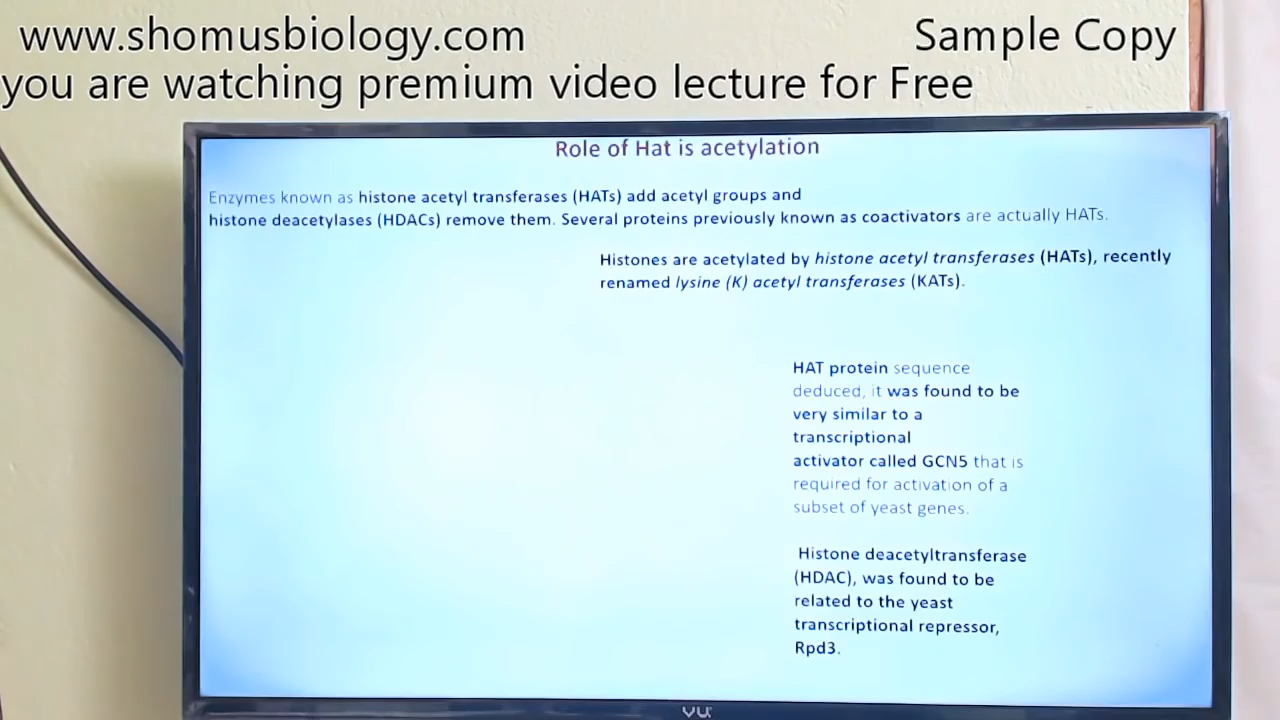 www.shomusbiology.com
Sample Copy
you are watching premium video lecture for Free
Role of Hat is acetylation
Enzymes known as histone acetyl transferases (HATs) add acetyl groups and
histone deacetylases (HDACs) remove them. Several proteins previously known as coactivators are actually HATs.
Histones are acetylated by histone acetyl transferases (HATs), recently
renamed lysine (K) acetyl transferases (KATs).
HAT protein sequence
deduced, it was found to be
very similar to a
transcriptional
activator called GCN5 that is
required for activation of a
subset of yeast genes.
Histone deacetyltransferase
(HDAC), was found to be
related to the yeast
transcriptional repressor,
Rpd3.
VU